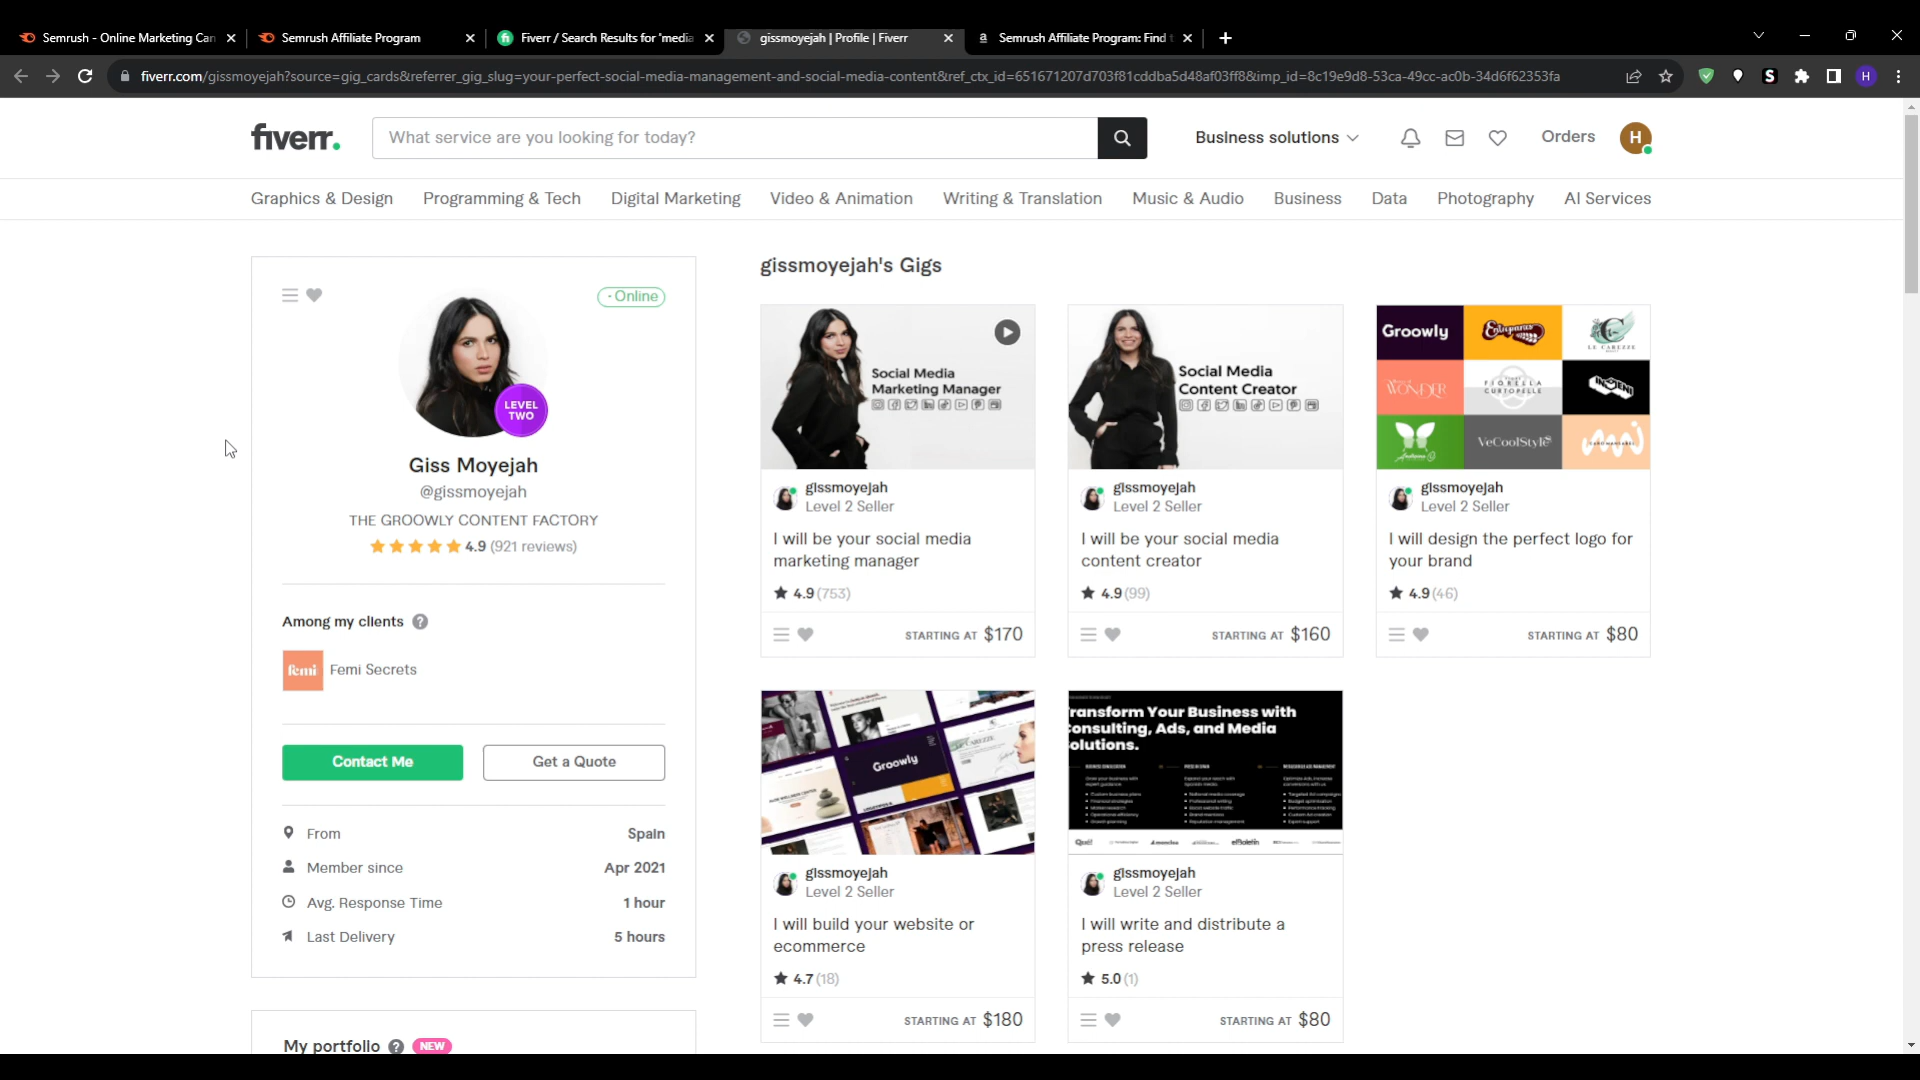 Semrush - Online Marketing Can
Semrush Affiliate Program
Fiverr / Search Results for 'media
gissmoyejah | Profile | Fiverr
Semrush Affiliate Program: Find
fiverr.com/gissmoyejah?source=gig_cards&referrer_gig_slug=your-perfect-social-media-management-and-social-media-content&ref_ctx_id=651671207d703f81cddba5d48af03ff8&imp_id=8c19e9d8-53ca-49cc-ac0b-34d6f62353fa
H
fiverr.
What service are you looking for today?
Business solutions
Orders
H
Graphics & Design
Programming & Tech
Digital Marketing
Video & Animation
Writing & Translation
Music & Audio
Business
Data
Photography
AI Services
Online
LEVEL
TWO
Giss Moyejah
@gissmoyejah
THE GROOWLY CONTENT FACTORY
4.9 (921 reviews)
Among my clients
femi
Femi Secrets
Contact Me
Get a Quote
From
Spain
Member since
Apr 2021
Avg. Response Time
1 hour
Last Delivery
5 hours
My portfolio
NEW
gissmoyejah's Gigs
Social Media
Marketing Manager
gissmoyejah
Level 2 Seller
I will be your social media
marketing manager
4.9 (753)
STARTING AT $170
Social Media
Content Creator
gissmoyejah
Level 2 Seller
I will be your social media
content creator
4.9 (99)
STARTING AT $160
Groowly
LE CAREZZE
WONDER
FIORELLA
CURTOPELLE
VeCoolStyle
gissmoyejah
Level 2 Seller
I will design the perfect logo for
your brand
4.9 (46)
STARTING AT $80
Groowly
gissmoyejah
Level 2 Seller
I will build your website or
ecommerce
4.7 (18)
STARTING AT $180
ransform Your Business with
onsulting, Ads, and Media
olutions.
gissmoyejah
Level 2 Seller
I will write and distribute a
press release
5.0 (1)
STARTING AT $80